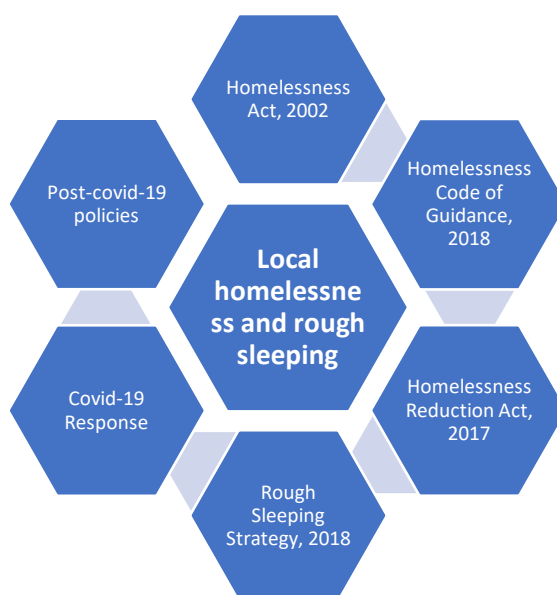 Homelessness
Act, 2002
Homelessness
Code of
Guidance,
2018
Homelessness
Reduction Act,
2017
Rough
Sleeping
Strategy, 2018
Covid-19
Response
Post-covid-19
policies
Local
homelessne
ss and rough
sleeping